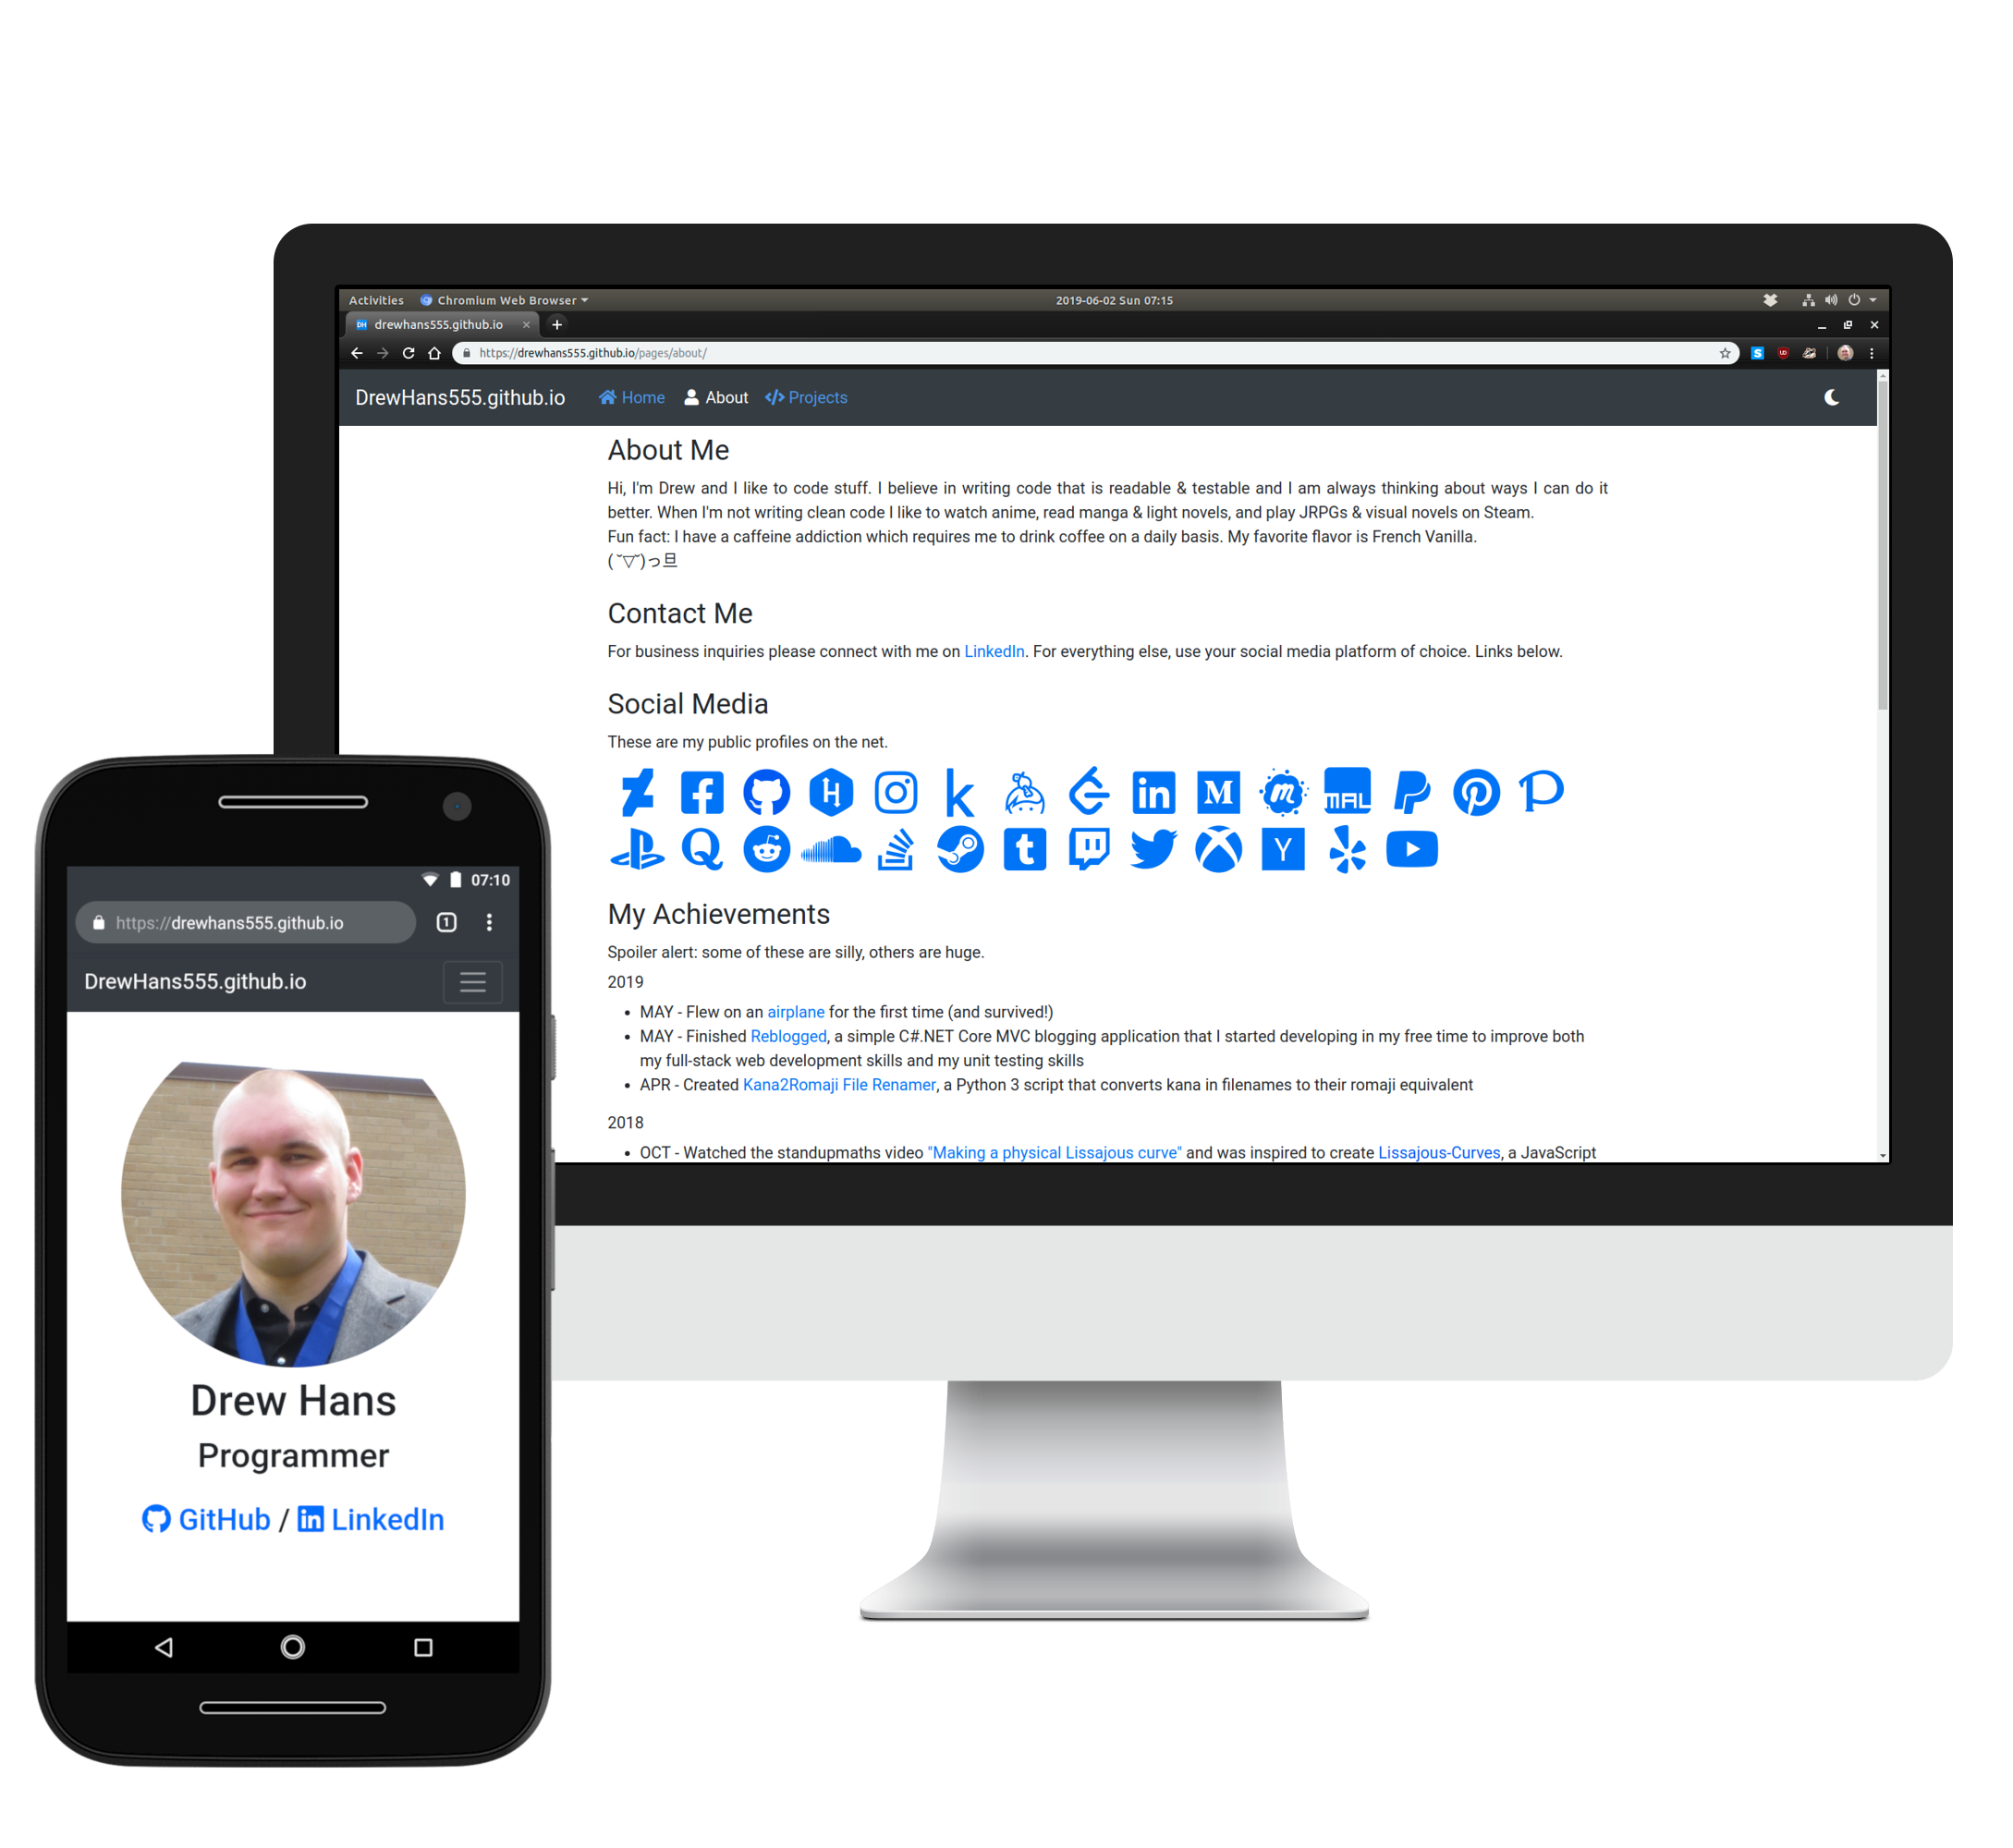 Activities Chromium Web Browser 2019-06-02 Sun 07:15
DH drewhans555.github.io
https://drewhans555.github.io/pages/about/
DrewHans555.github.io Home About Projects
About Me
Hi, I'm Drew and I like to code stuff. I believe in writing code that is readable & testable and I am always thinking about ways I can do it
better. When I'm not writing clean code I like to watch anime, read manga & light novels, and play JRPGs & visual novels on Steam.
Fun fact: I have a caffeine addiction which requires me to drink coffee on a daily basis. My favorite flavor is French Vanilla.
( ˘▽˘)っ旦
Contact Me
For business inquiries please connect with me on LinkedIn. For everything else, use your social media platform of choice. Links below.
Social Media
These are my public profiles on the net.
MAL
My Achievements
Spoiler alert: some of these are silly, others are huge.
2019
• MAY - Flew on an airplane for the first time (and survived!)
• MAY - Finished Reblogged, a simple C#.NET Core MVC blogging application that I started developing in my free time to improve both
my full-stack web development skills and my unit testing skills
• APR - Created Kana2Romaji File Renamer, a Python 3 script that converts kana in filenames to their romaji equivalent
2018
• OCT - Watched the standupmaths video "Making a physical Lissajous curve" and was inspired to create Lissajous-Curves, a JavaScript
07:10
https://drewhans555.github.io 1
DrewHans555.github.io
Drew Hans
Programmer
GitHub / LinkedIn